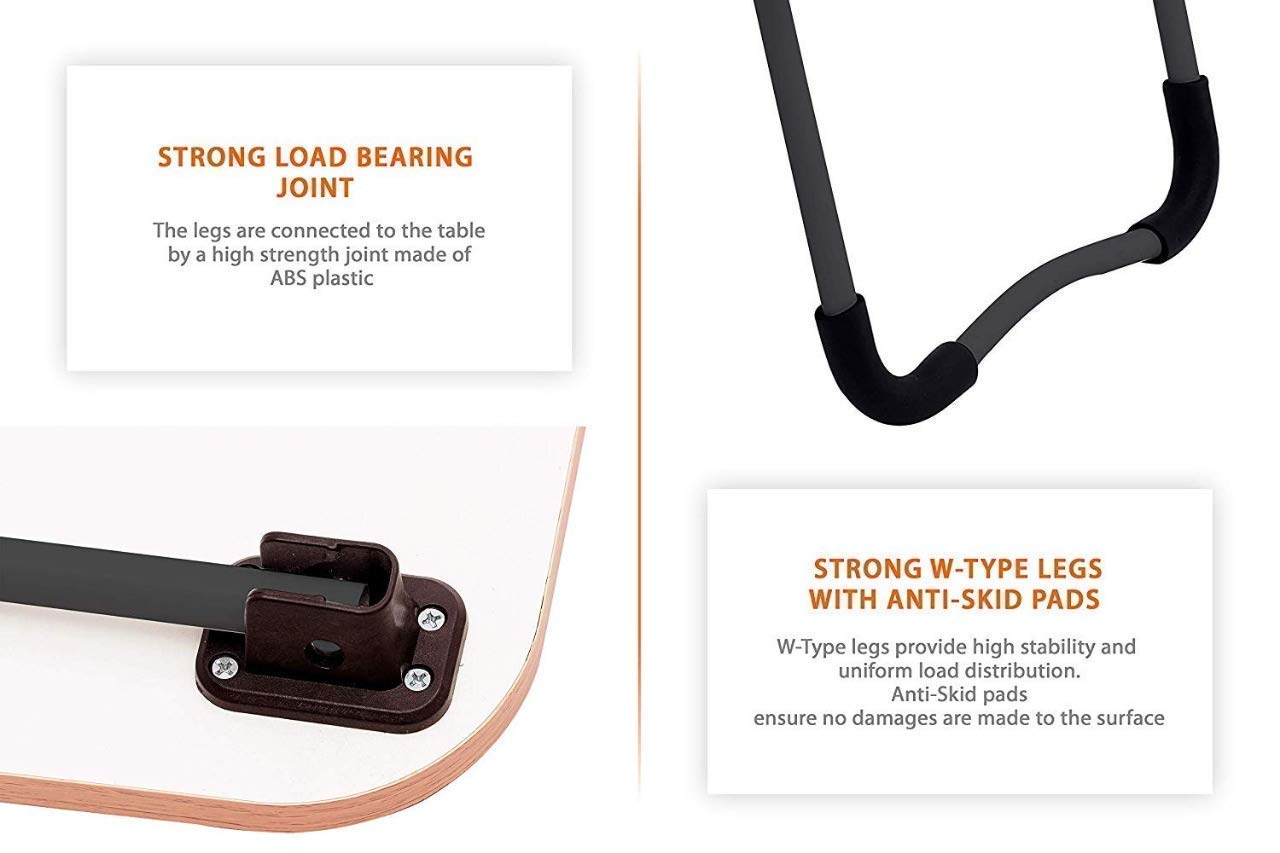 STRONG LOAD BEARING
JOINT
The legs are connected to the table
by a high strength joint made of
ABS plastic
STRONG W-TYPE LEGS
WITH ANTI-SKID PADS
W-Type legs provide high stability and
uniform load distribution.
Anti-Skid pads
ensure no damages are made to the surface